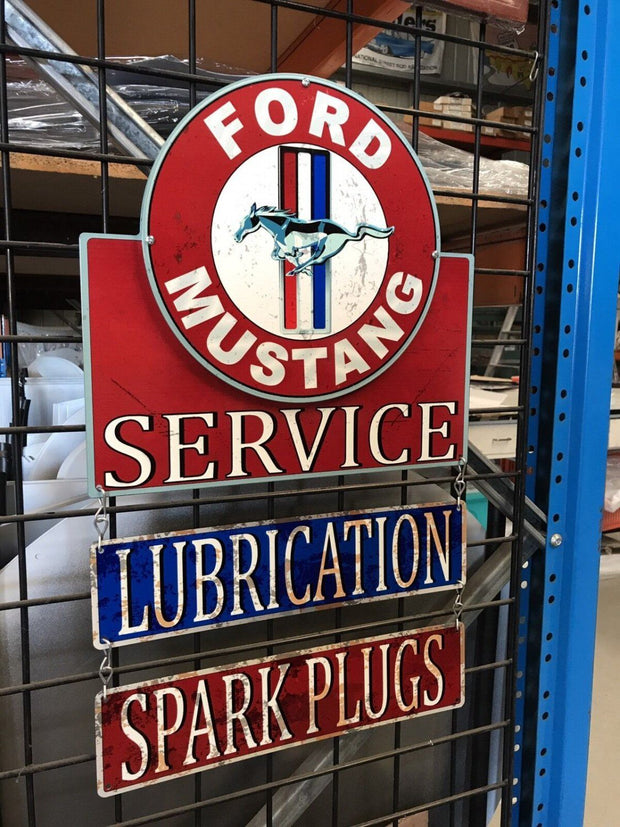 FORD
MUSTANG
SERVICE
LUBRICATION
SPARK PLUGS